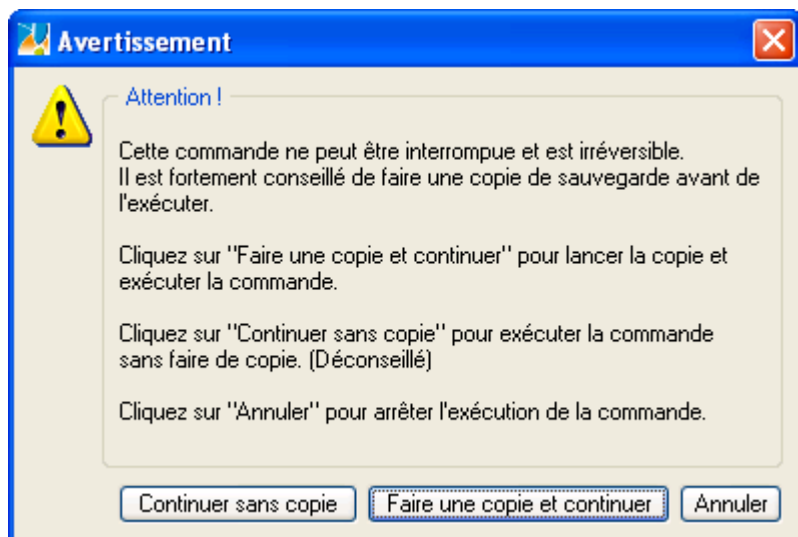 Avertissement
Attention !
Cette commande ne peut être interrompue et est irréversible.
Il est fortement conseillé de faire une copie de sauvegarde avant de
l'exécuter.
Cliquez sur "Faire une copie et continuer" pour lancer la copie et
exécuter la commande.
Cliquez sur "Continuer sans copie" pour exécuter la commande
sans faire de copie. (Déconseillé)
Cliquez sur "Annuler" pour arrêter l'exécution de la commande.
Continuer sans copie Faire une copie et continuer Annuler